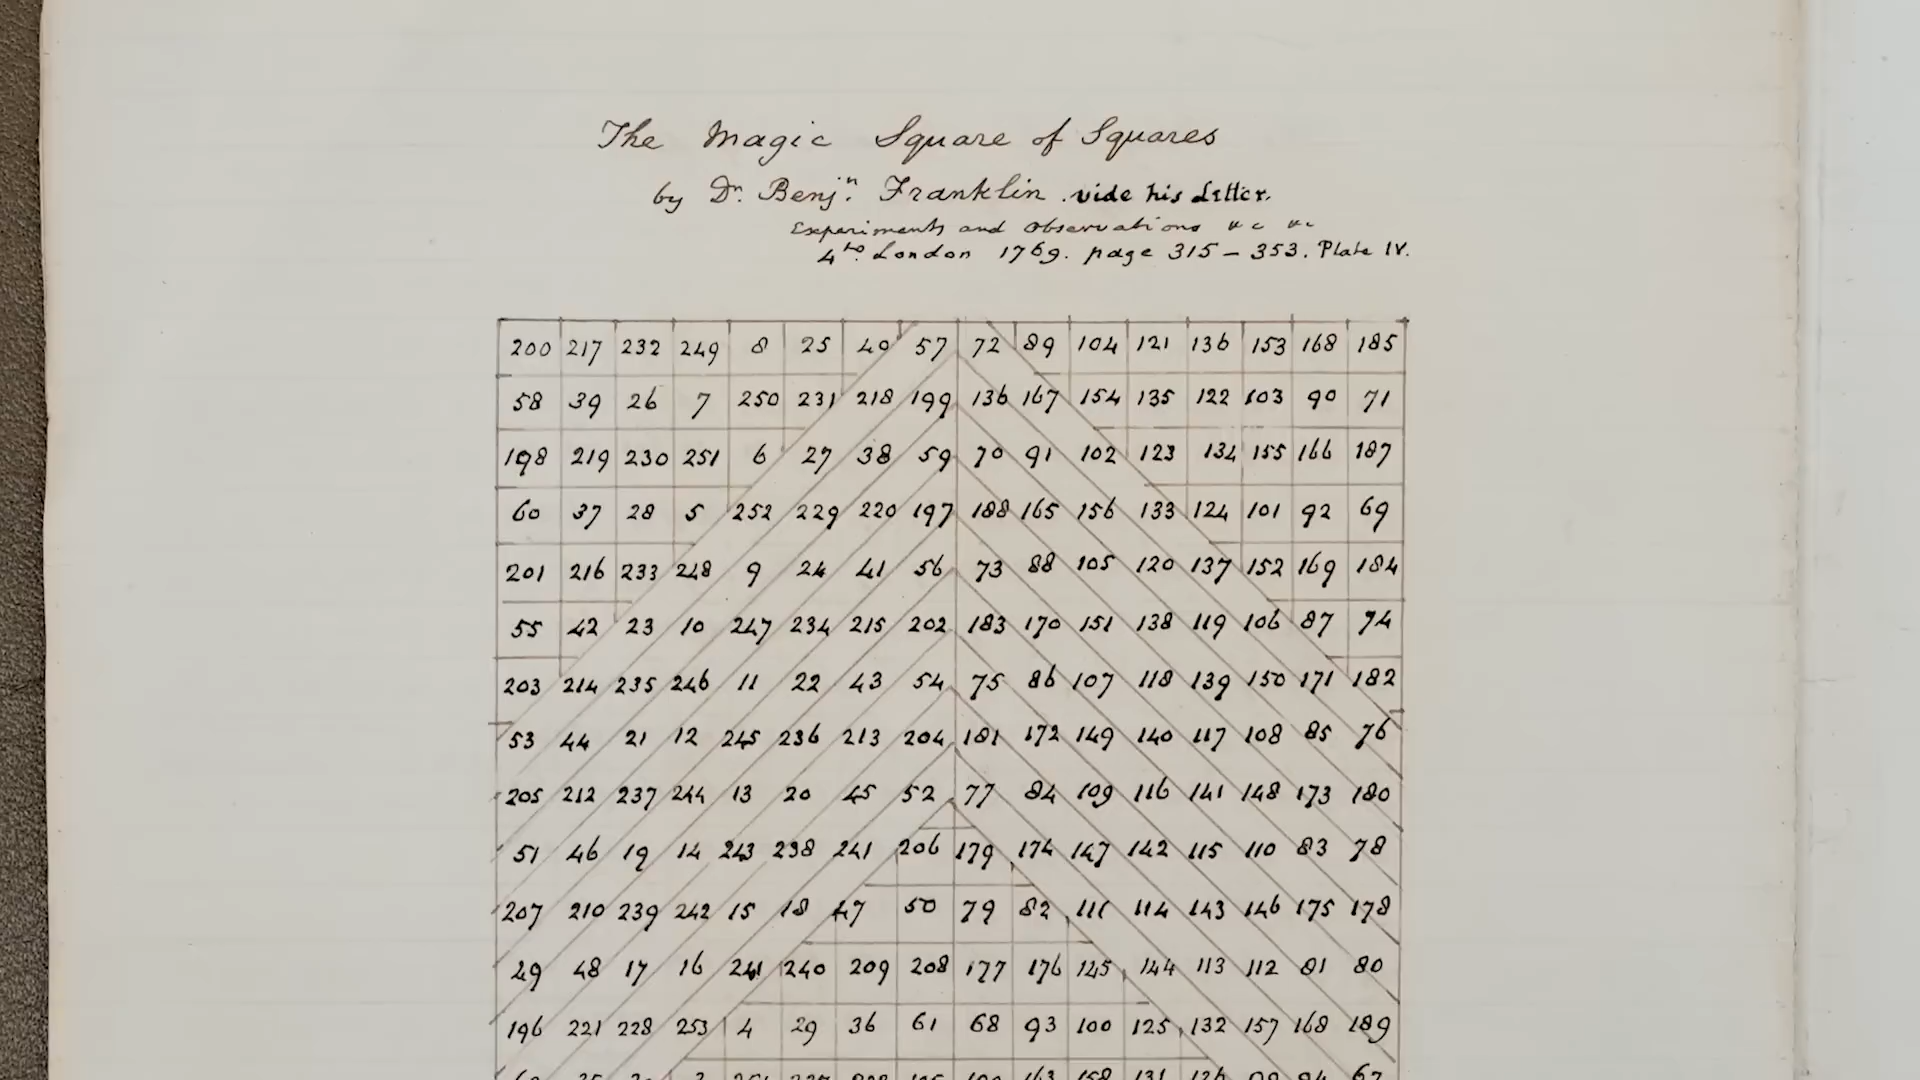 The Magic Square of Squares
by Dr. Benjn. Franklin. vide his Letter.
Experiments and Observations &c &c
4to. London 1769. page 315 – 353. Plate IV.
200 217 232 249 8 25 40 57 72 89 104 121 136 153 168 185
58 39 26 7 250 231 218 199 136 167 154 135 122 103 90 71
198 219 230 251 6 27 38 59 70 91 102 123 134 155 166 187
60 37 28 5 252 229 220 197 188 165 156 133 124 101 92 69
201 216 233 248 9 24 41 56 73 88 105 120 137 152 169 184
55 42 23 10 247 234 215 202 183 170 151 138 119 106 87 74
203 214 235 246 11 22 43 54 75 86 107 118 139 150 171 182
53 44 21 12 245 236 213 204 181 172 149 140 117 108 85 76
205 212 237 244 13 20 45 52 77 84 109 116 141 148 173 180
51 46 19 14 243 238 241 206 179 174 147 142 115 110 83 78
207 210 239 242 15 18 47 50 79 82 111 114 143 146 175 178
29 48 17 16 241 240 209 208 177 176 145 144 113 112 81 80
196 221 228 253 4 29 36 61 68 93 100 125 132 157 168 189
163 158 131